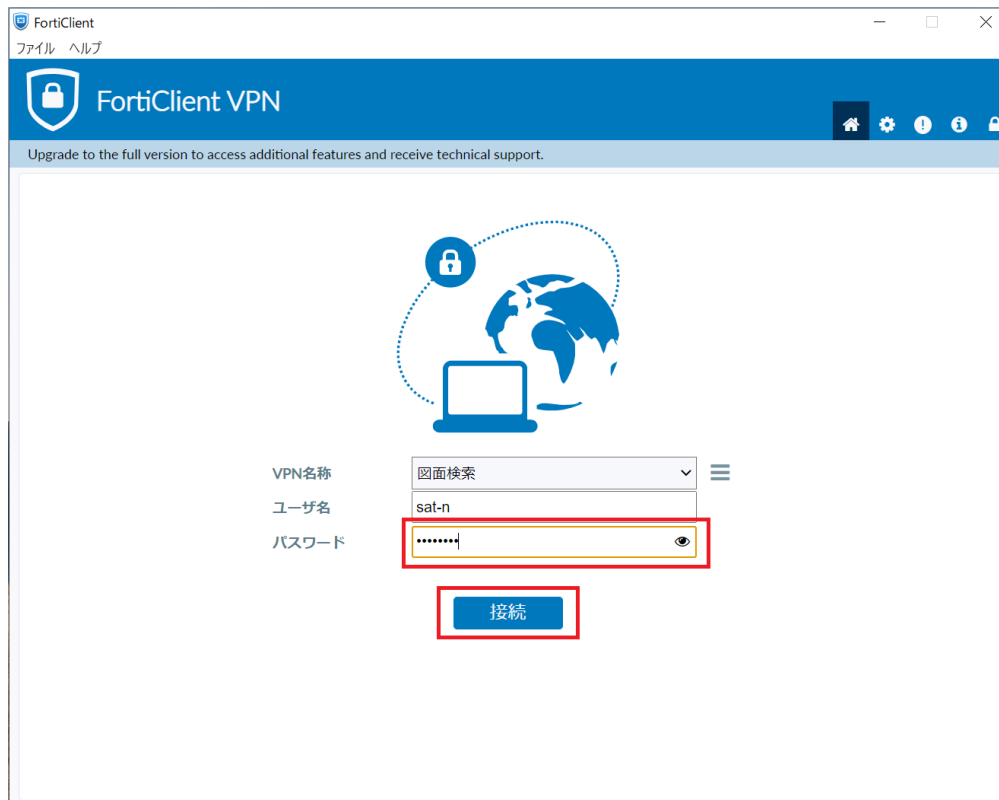 FortiClient
ファイル ヘルプ
FortiClient VPN
Upgrade to the full version to access additional features and receive technical support.
VPN名称 図面検索
ユーザ名 sat-n
パスワード ••••••••
接続